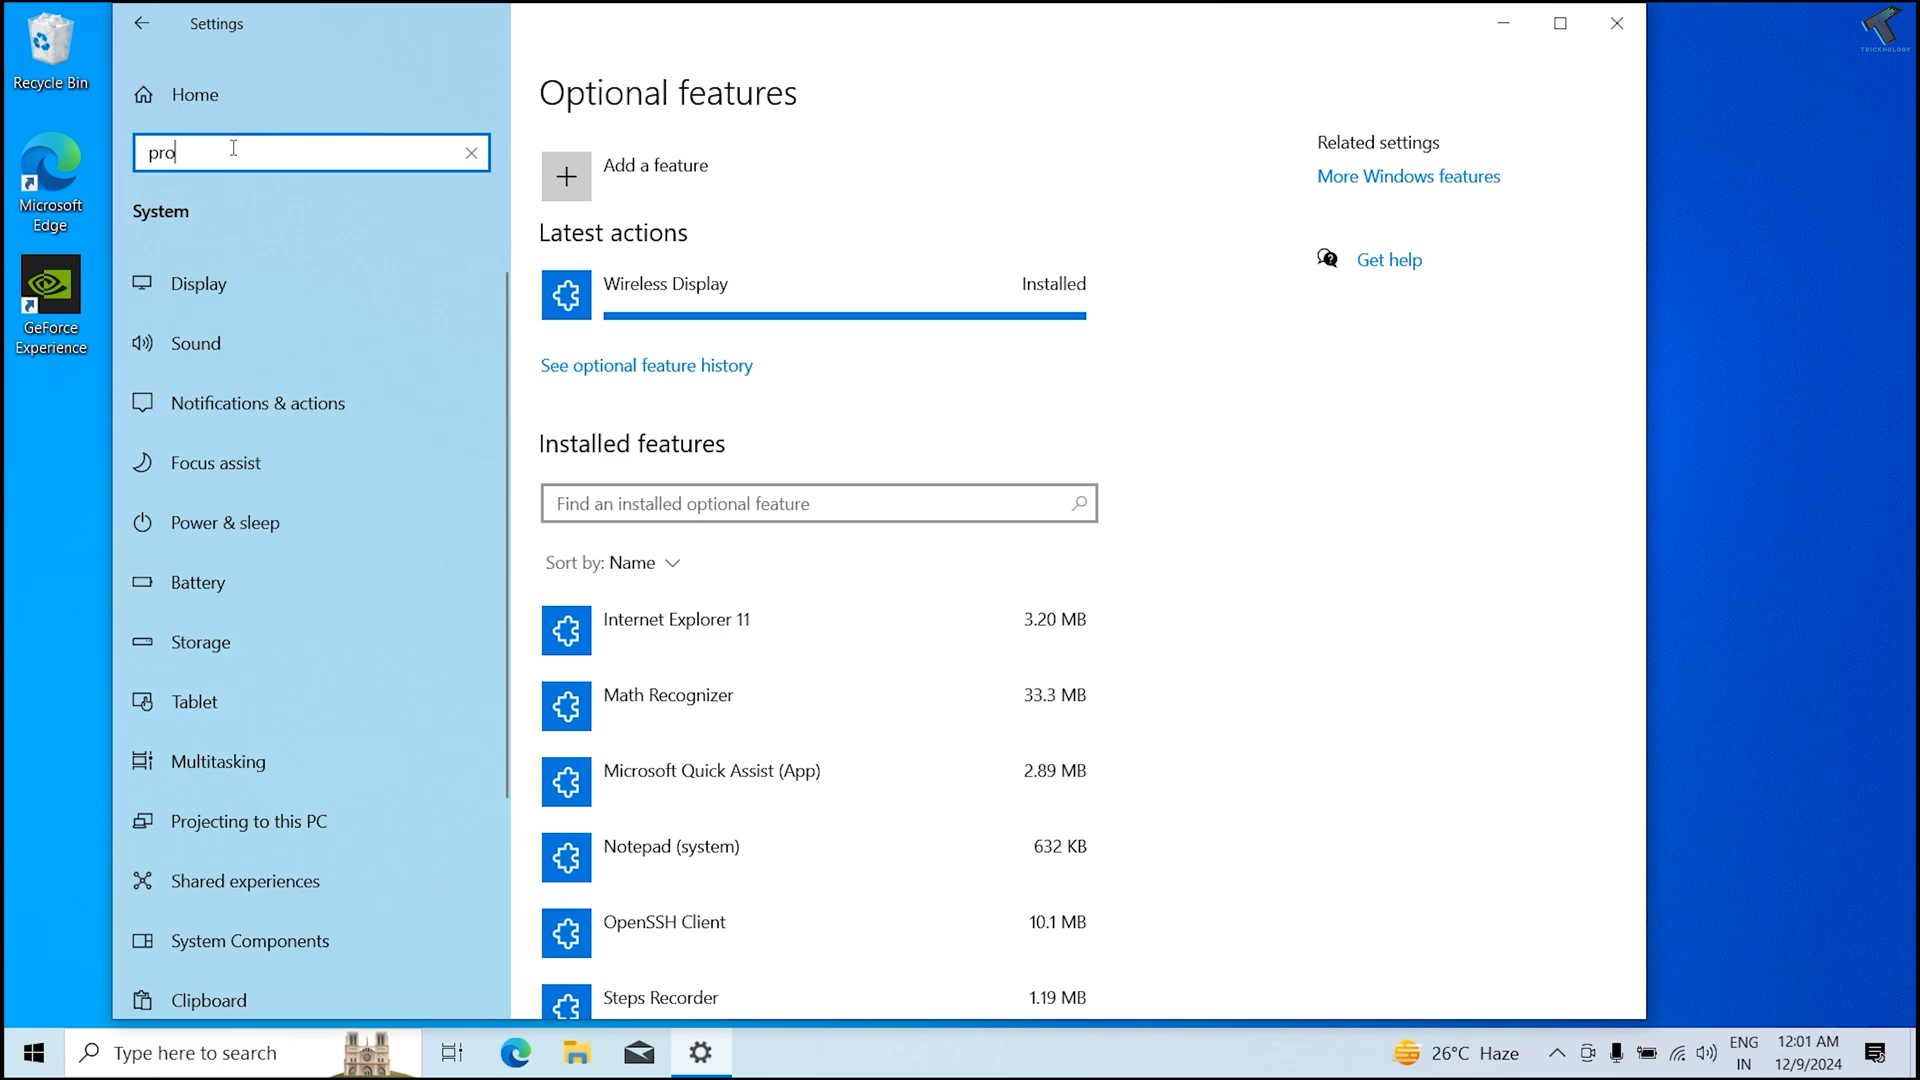 Recycle Bin
Microsoft
Edge
GeForce
Experience
Settings
Home
pro
System
Display
Sound
Notifications & actions
Focus assist
Power & sleep
Battery
Storage
Tablet
Multitasking
Projecting to this PC
Shared experiences
System Components
Clipboard
Optional features
Add a feature
Latest actions
Wireless Display Installed
See optional feature history
Installed features
Find an installed optional feature
Sort by: Name
Internet Explorer 11 3.20 MB
Math Recognizer 33.3 MB
Microsoft Quick Assist (App) 2.89 MB
Notepad (system) 632 KB
OpenSSH Client 10.1 MB
Steps Recorder 1.19 MB
Related settings
More Windows features
Get help
TRICKNOLOGY
Type here to search
26°C Haze
ENG
IN
12:01 AM
12/9/2024